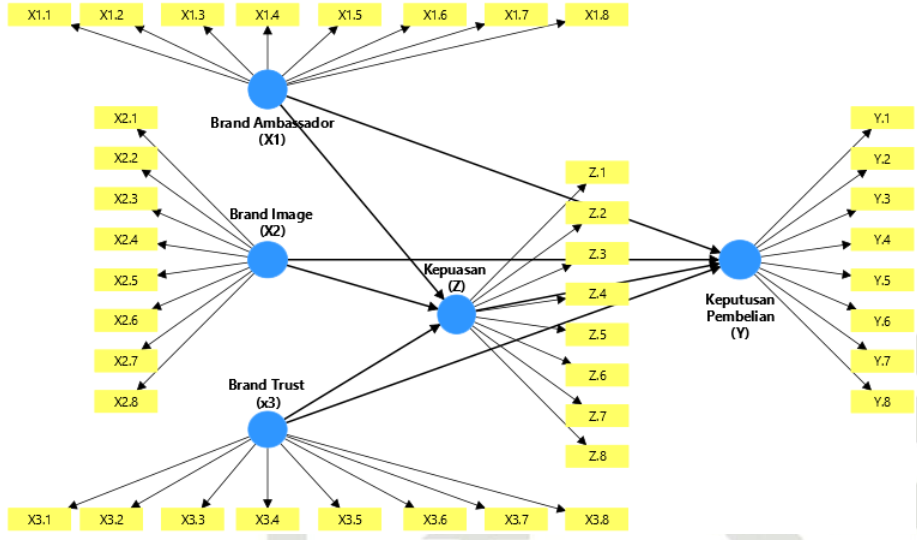 X1.1 X1.2 X1.3 X1.4 X1.5 X1.6 X1.7 X1.8
Brand Ambassador
(X1)
X2.1
X2.2
X2.3
X2.4
X2.5
X2.6
X2.7
X2.8
Brand Image
(X2)
Kepuasan
(Z)
Z.1
Z.2
Z.3
Z.4
Z.5
Z.6
Z.7
Z.8
Y.1
Y.2
Y.3
Y.4
Y.5
Y.6
Y.7
Y.8
Keputusan
Pembelian
(Y)
Brand Trust
(x3)
X3.1 X3.2 X3.3 X3.4 X3.5 X3.6 X3.7 X3.8